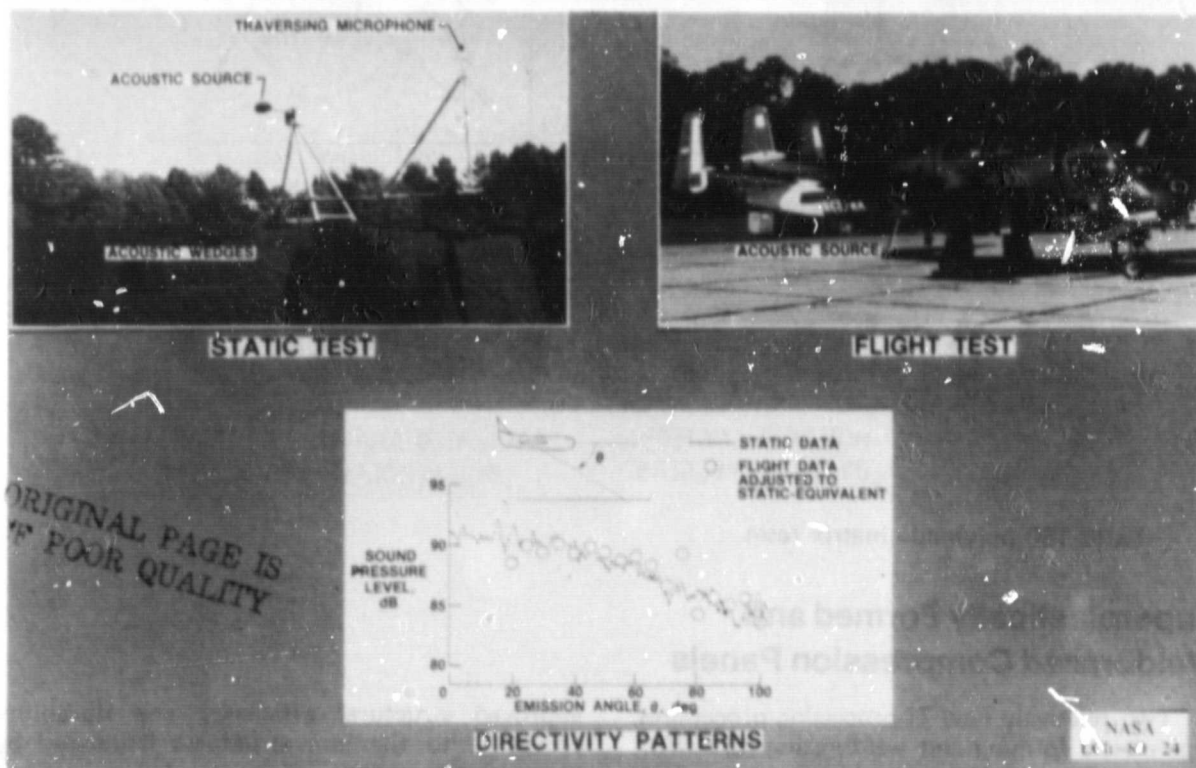 TRAVERSING MICROPHONE
ACOUSTIC SOURCE
ACOUSTIC WEDGES
STATIC TEST
ACOUSTIC SOURCE
FLIGHT TEST
ORIGINAL PAGE IS
OF POOR QUALITY
STATIC DATA
FLIGHT DATA
ADJUSTED TO
STATIC-EQUIVALENT
θ
95
90
85
80
SOUND
PRESSURE
LEVEL,
dB
0 20 40 60 80 100
EMISSION ANGLE, θ, deg
DIRECTIVITY PATTERNS
NASA